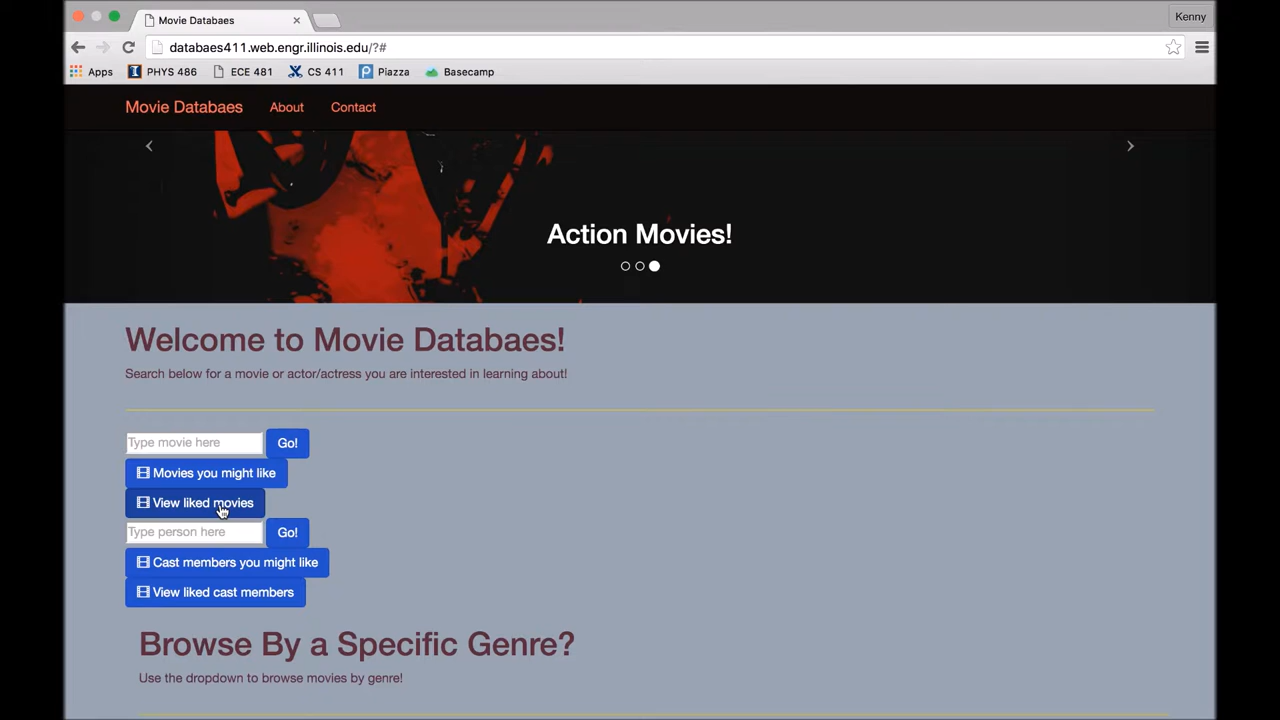 Movie Databaes
Kenny
databaes411.web.engr.illinois.edu/?#
Apps PHYS 486 ECE 481 CS 411 Piazza Basecamp
Movie Databaes About Contact
Action Movies!
Welcome to Movie Databaes!
Search below for a movie or actor/actress you are interested in learning about!
Type movie here Go!
Movies you might like
View liked movies
Type person here Go!
Cast members you might like
View liked cast members
Browse By a Specific Genre?
Use the dropdown to browse movies by genre!